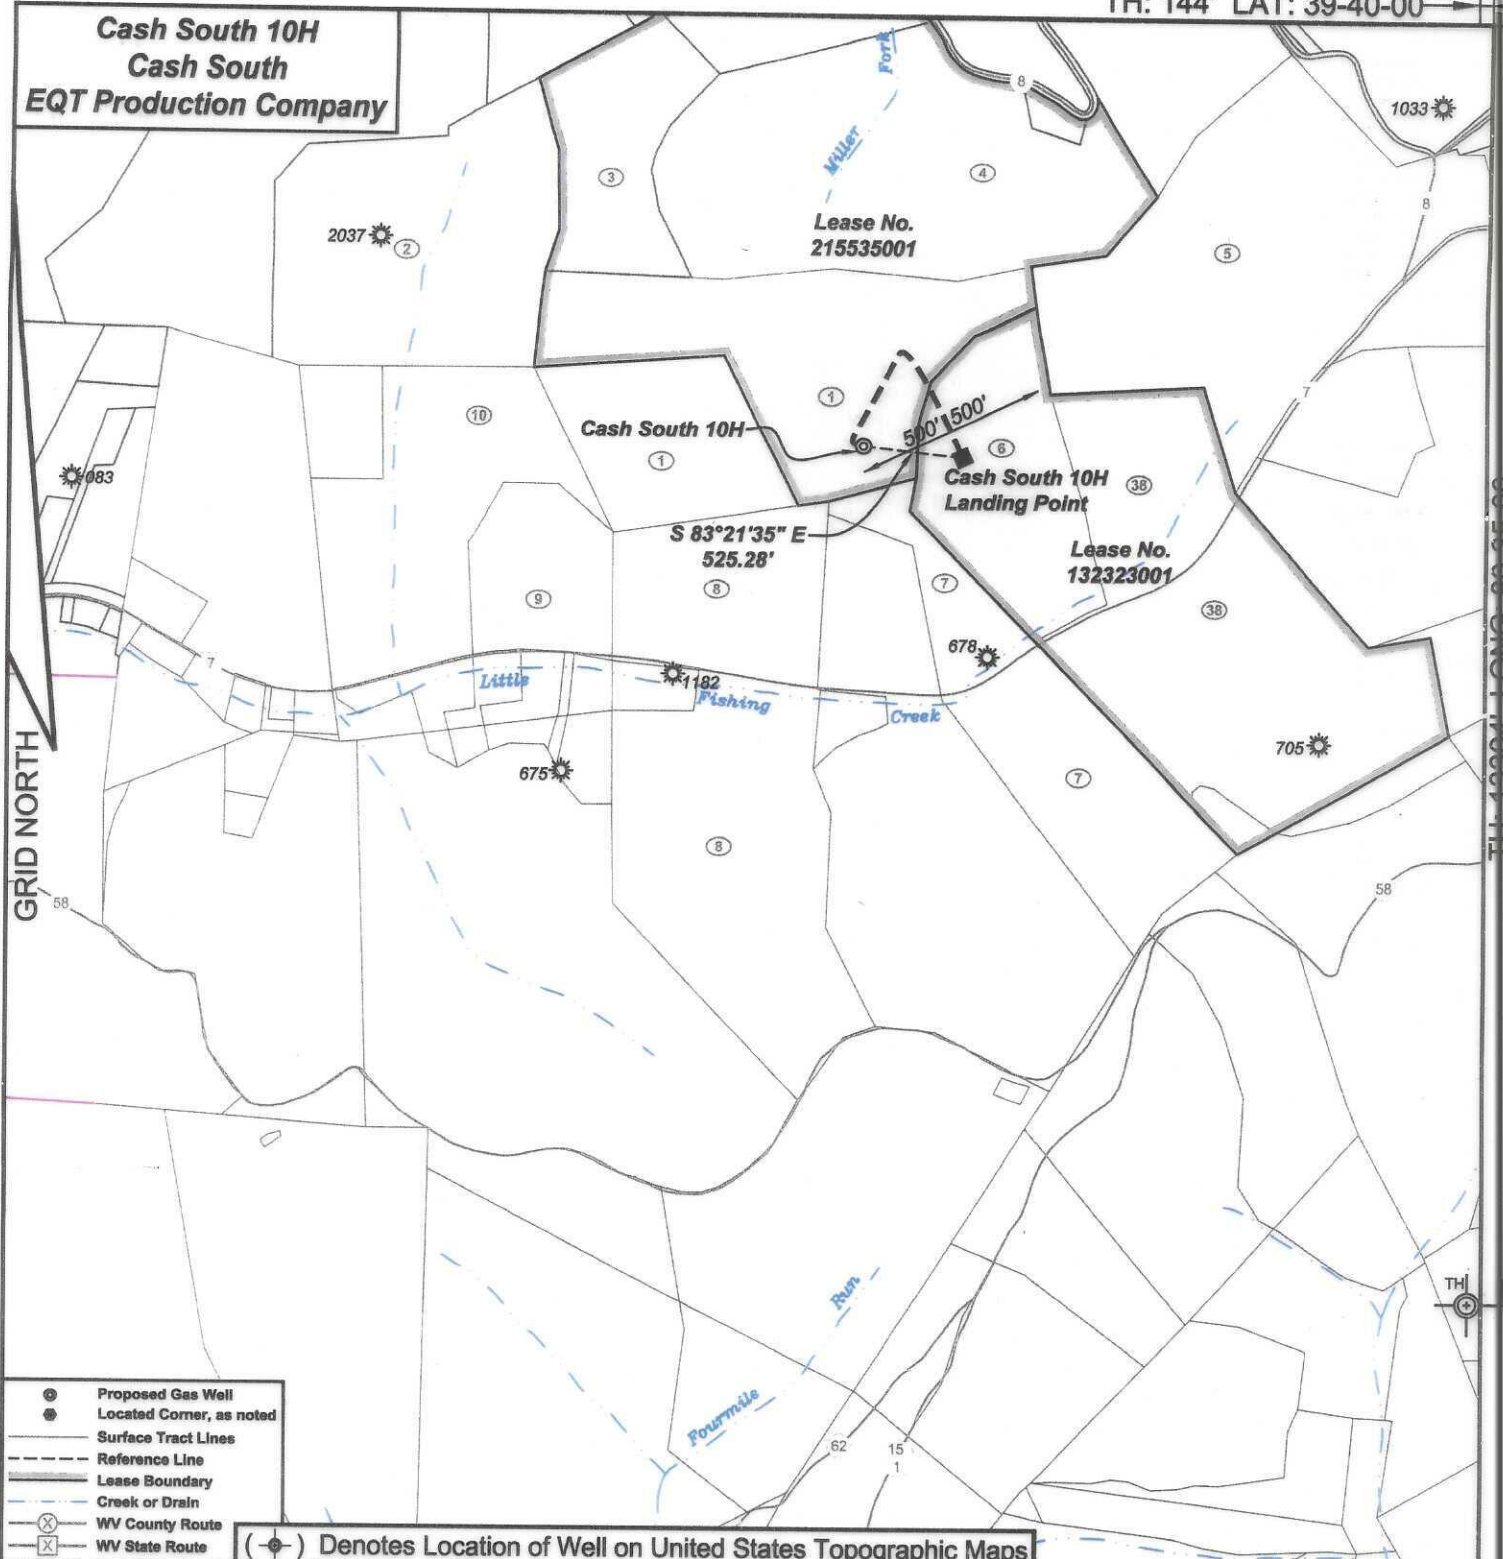 TH: 144' LAT: 39-40-00
Cash South 10H
Cash South
EQT Production Company
8
1033
Fork
Miller
3
4
8
2037
2
Lease No.
215535001
5
1
7
10
Cash South 10H
500' 500'
1
6
083
Cash South 10H
Landing Point
38
S 83°21'35" E
525.28'
Lease No.
132323001
9
8
7
38
7
678
Little
1182
Fishing
Creek
675
705
7
GRID NORTH
8
58
58
TH
Run
Fourmile
62
15
1
Proposed Gas Well
Located Corner, as noted
Surface Tract Lines
Reference Line
Lease Boundary
Creek or Drain
X WV County Route
X WV State Route
( ) Denotes Location of Well on United States Topographic Maps